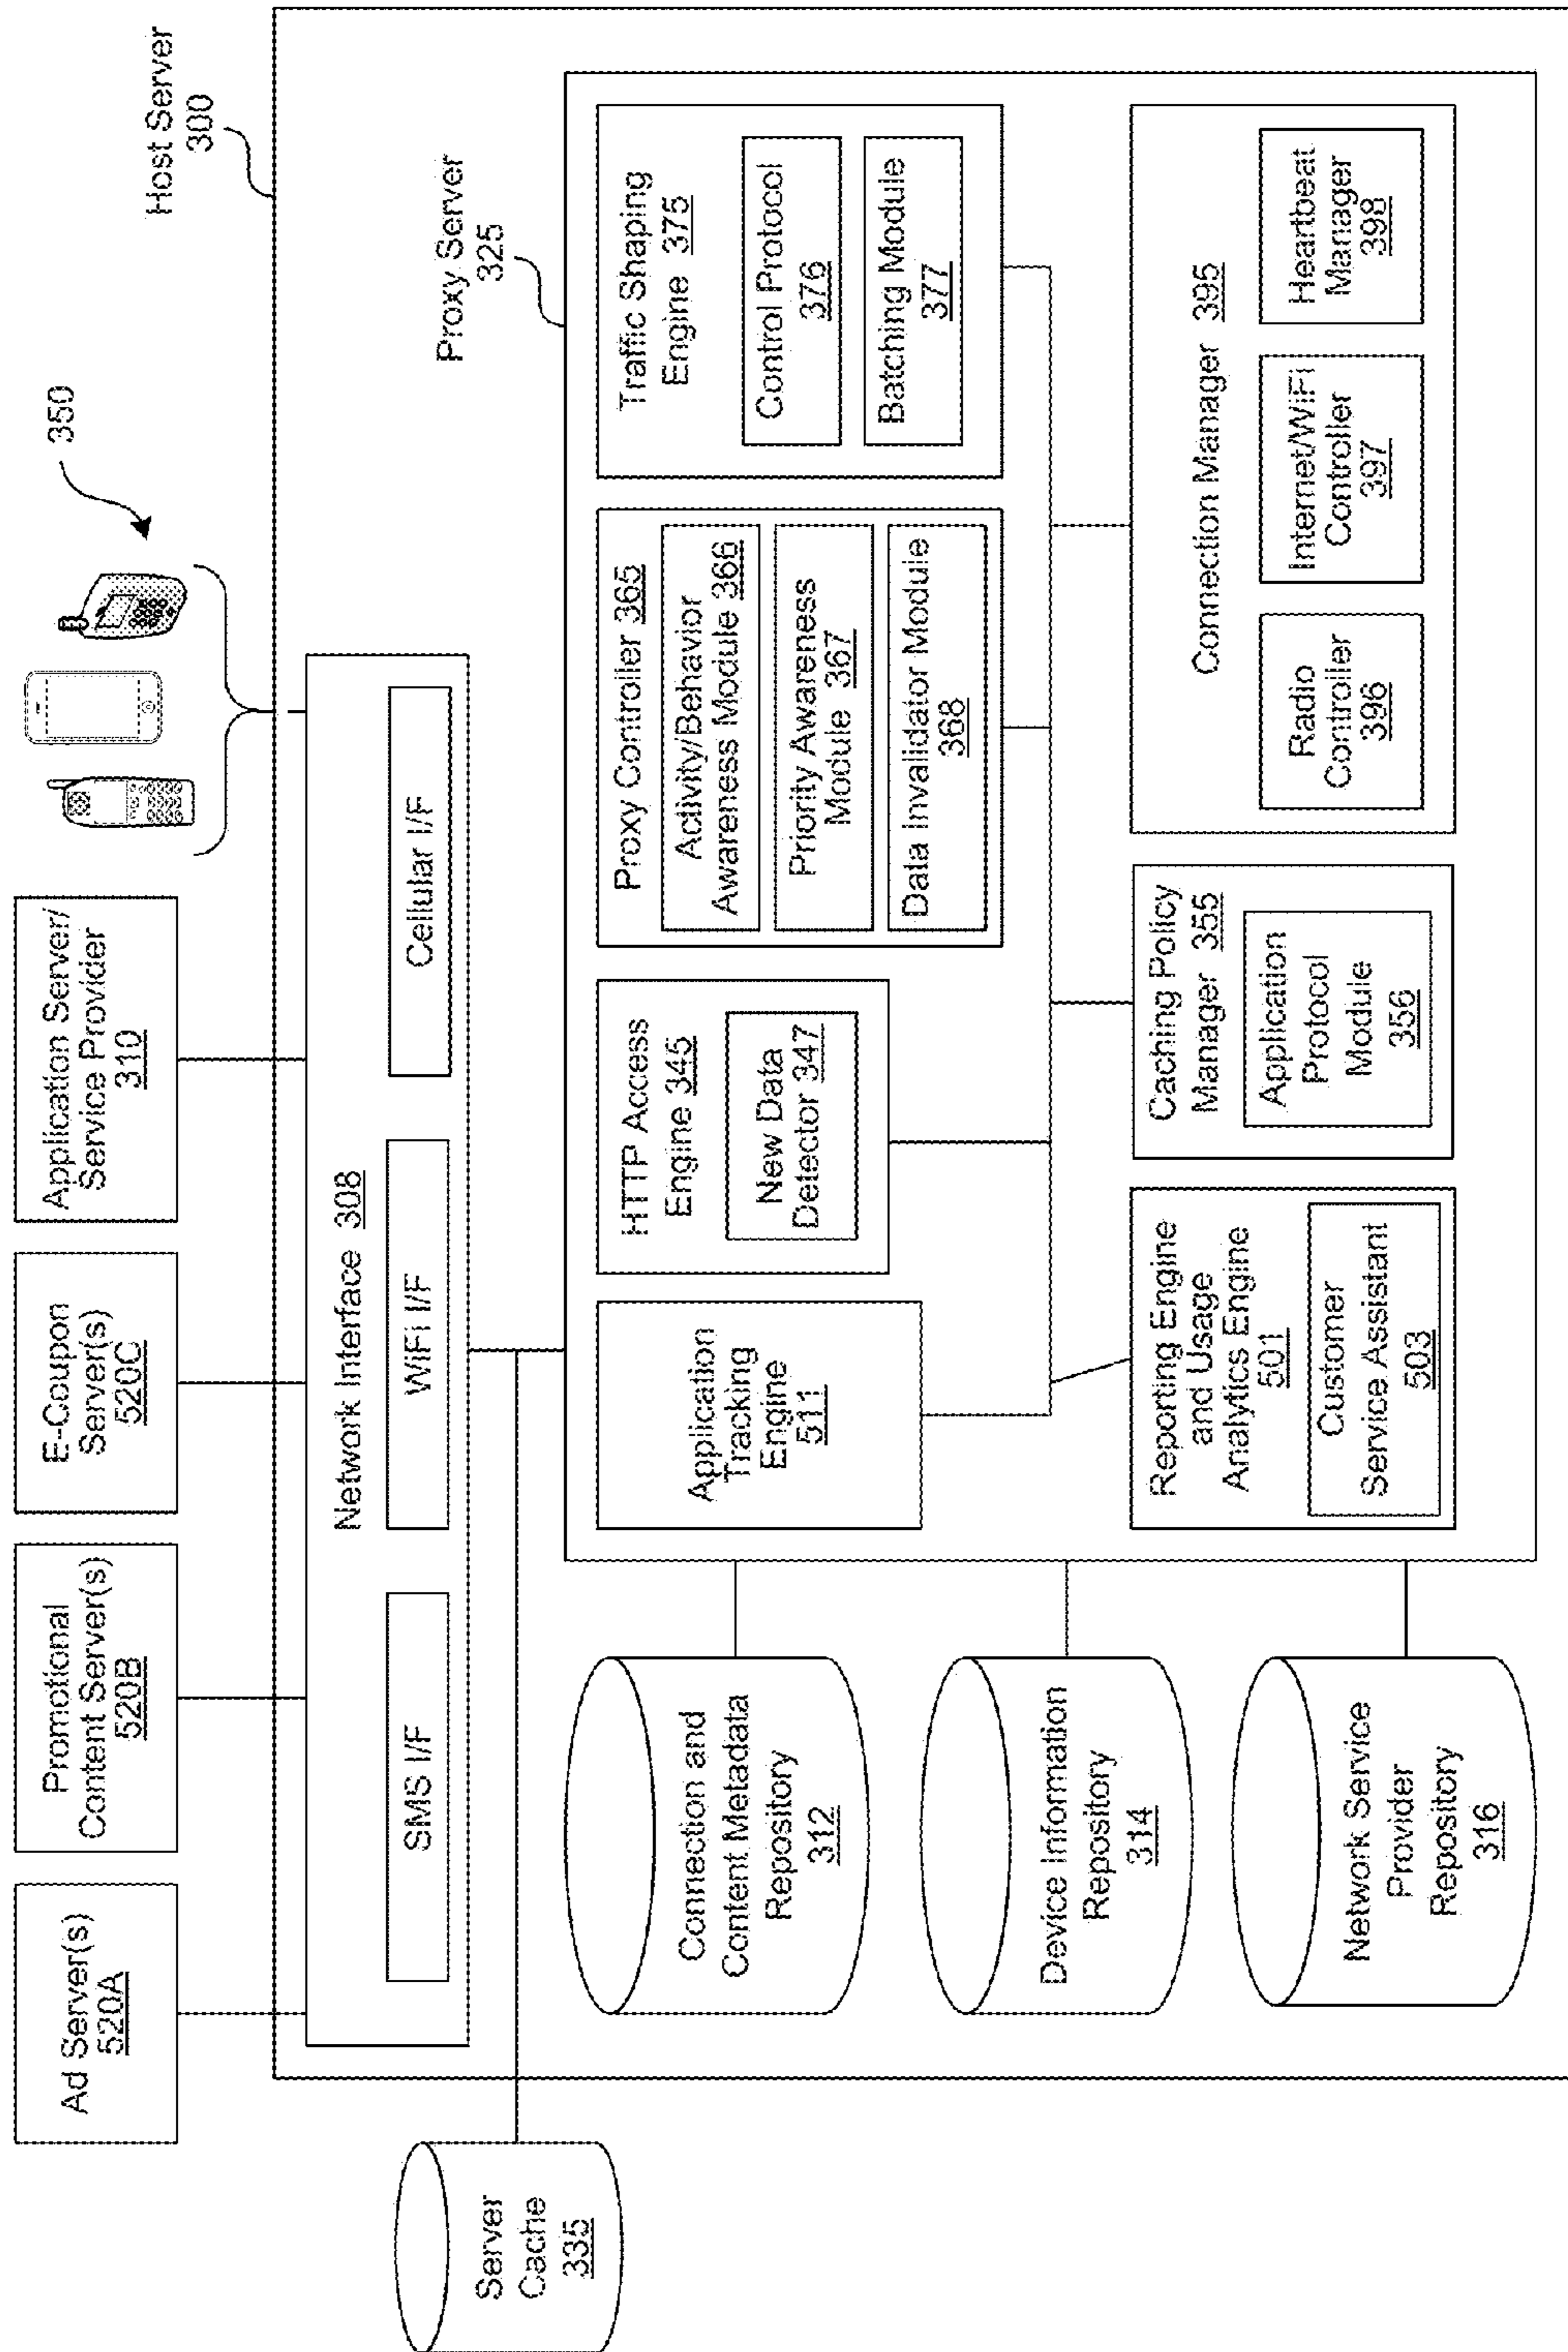 Ad Server(s)
520A
Promotional
Content Server(s)
520B
E-Coupon
Server(s)
520C
Application Server/
Service Provider
310
350
Host Server
300
Network Interface 308
SMS I/F
WiFi I/F
Cellular I/F
Server
Cache
335
Proxy Server
325
Connection and
Content Metadata
Repository
312
Device Information
Repository
314
Network Service
Provider
Repository
316
Application
Tracking
Engine
511
HTTP Access
Engine 345
New Data
Detector 347
Proxy Controller 365
Activity/Behavior
Awareness Module 366
Priority Awareness
Module 367
Data Invalidator Module
368
Traffic Shaping
Engine 375
Control Protocol
376
Batching Module
377
Reporting Engine
and Usage
Analytics Engine
501
Customer
Service Assistant
503
Caching Policy
Manager 355
Application
Protocol
Module
356
Connection Manager 395
Radio
Controller
396
Internet/WiFi
Controller
397
Heartbeat
Manager
398